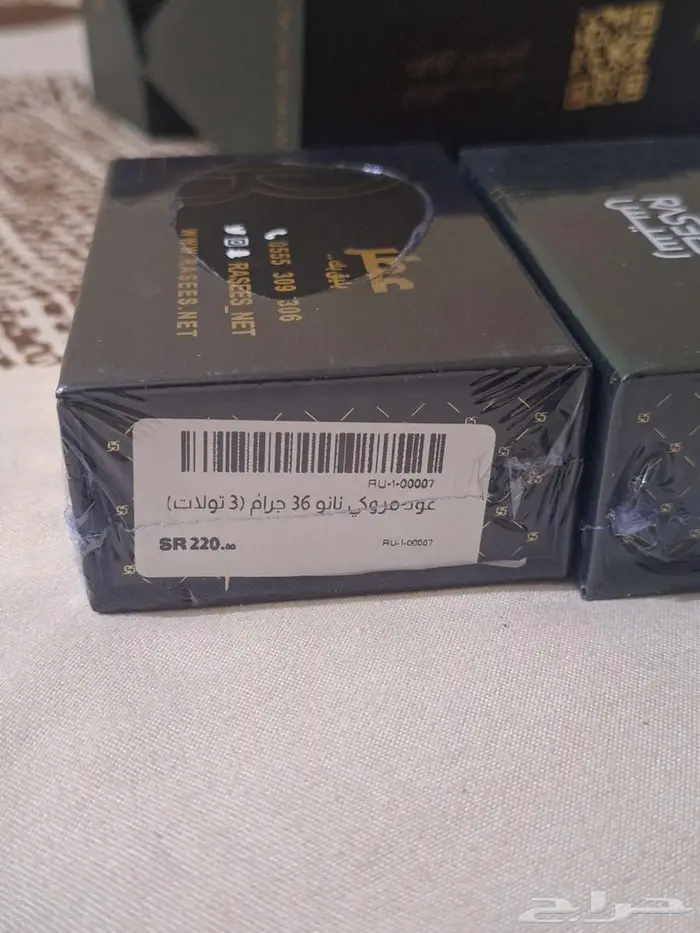 0555 309 306
RASEES_NET
WWW.RASEES.NET
رسيس
RU-1-00007
عود مروكي نانو 36 جرام (3 تولات)
SR 220.00
RU-1-00007
حراج